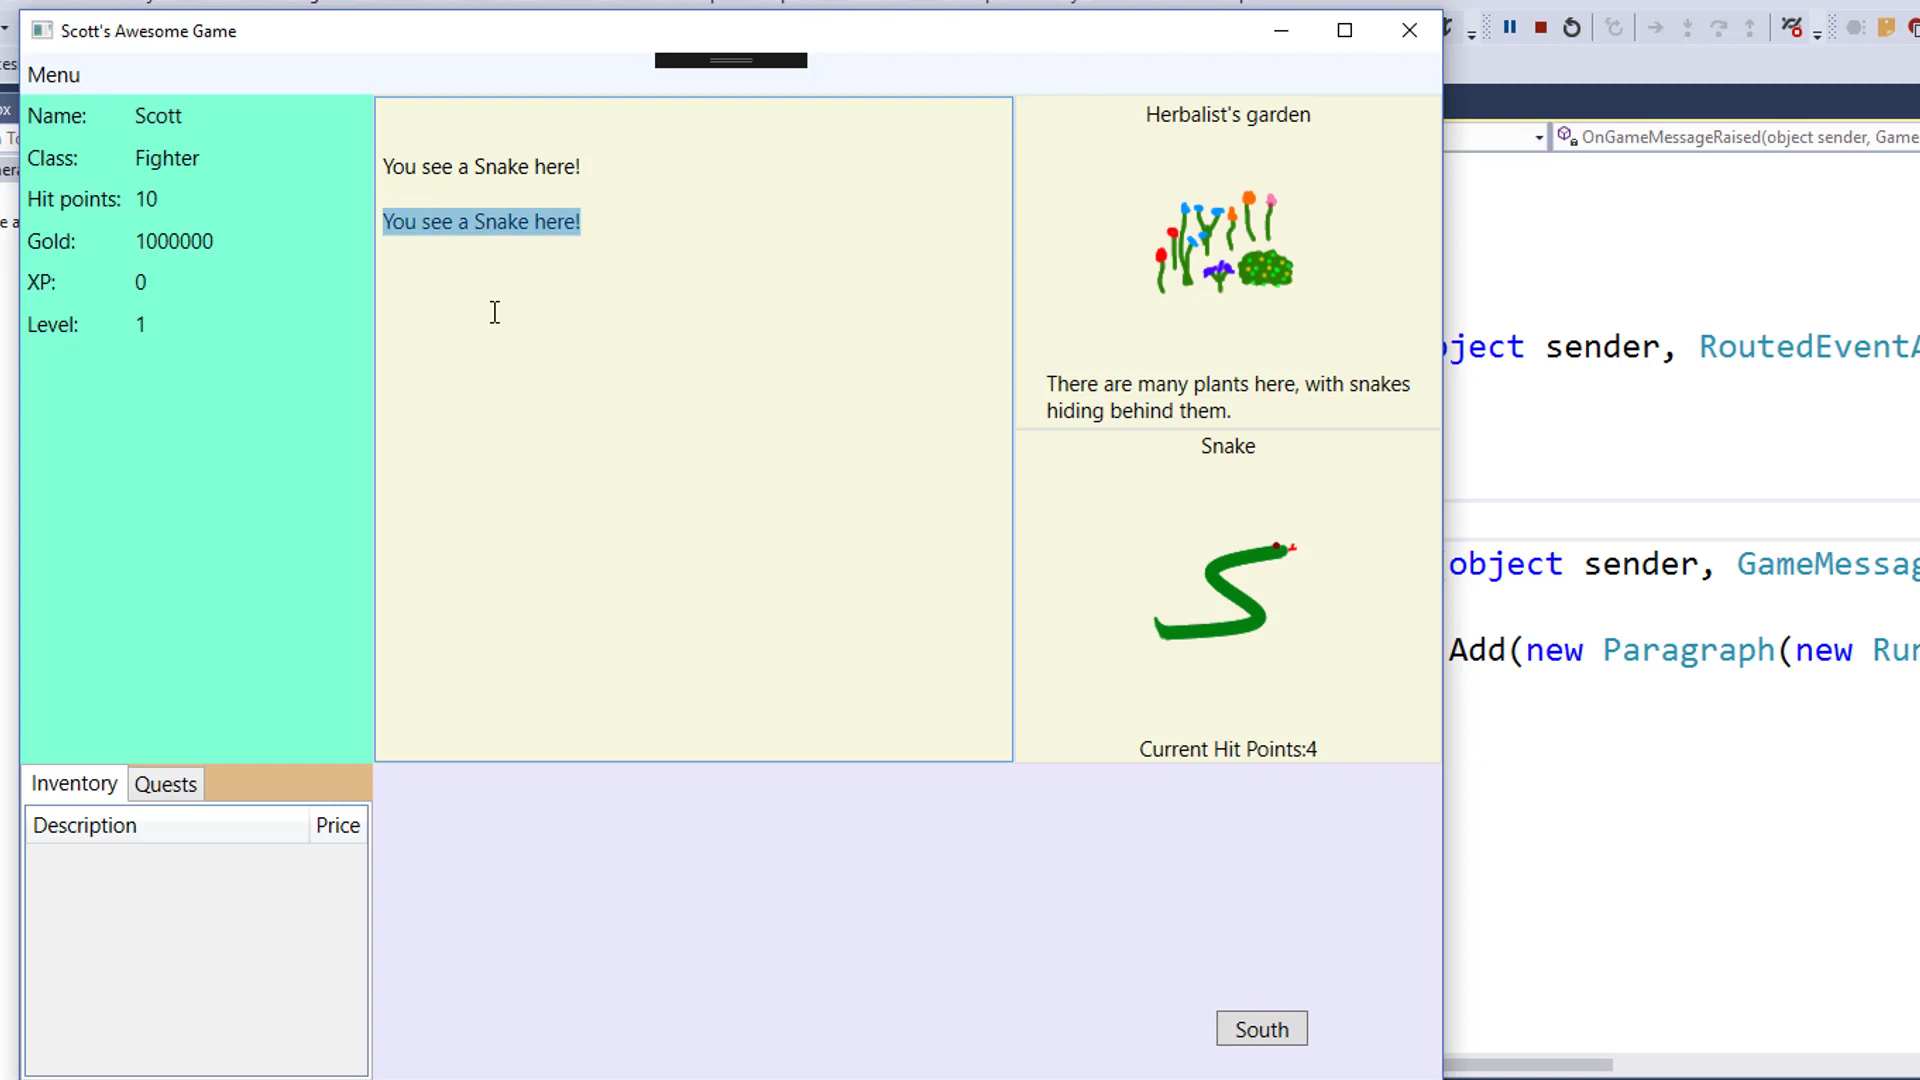 Scott's Awesome Game
Menu
Name: Scott
Class: Fighter
Hit points: 10
Gold: 1000000
XP: 0
Level: 1
You see a Snake here!
You see a Snake here!
Herbalist's garden
There are many plants here, with snakes
hiding behind them.
Snake
Current Hit Points:4
Inventory
Quests
Description Price
South
OnGameMessageRaised(object sender, Game
ject sender, RoutedEventA
object sender, GameMessag
Add(new Paragraph(new Run